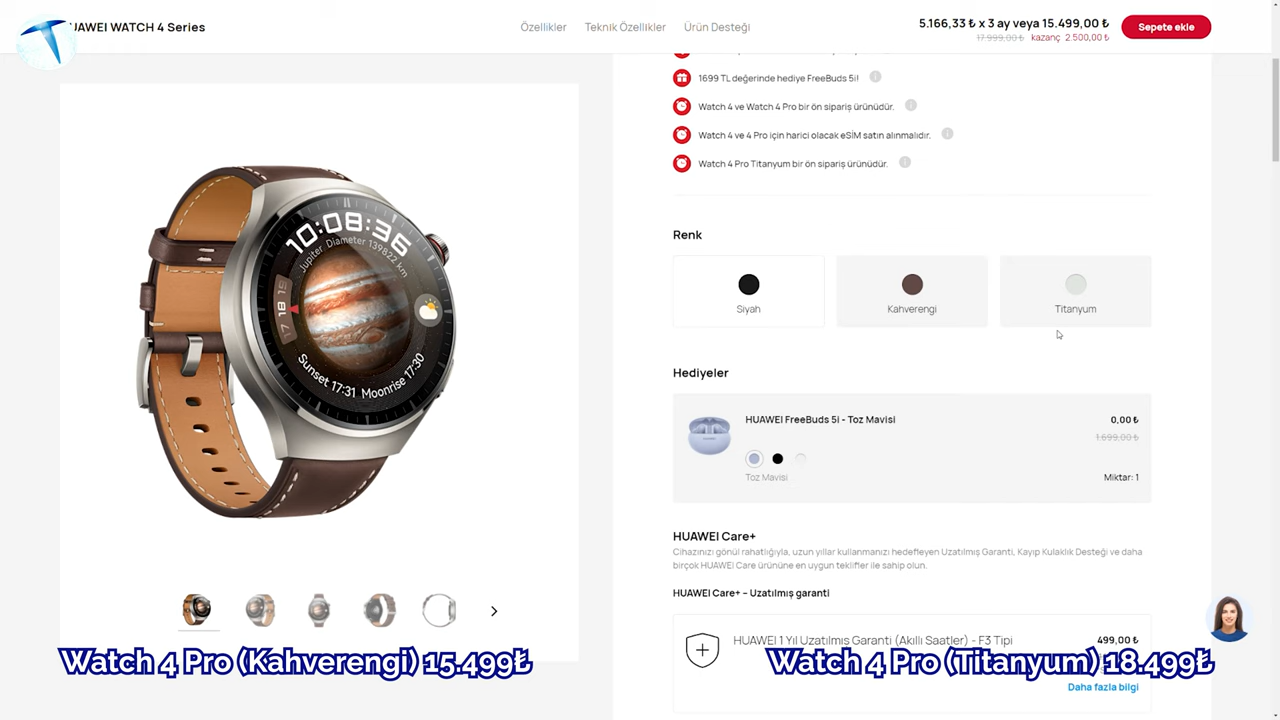 UAWEI WATCH 4 Series
Özellikler
Teknik Özellikler
Ürün Desteği
5.166,33 ₺ x 3 ay veya 15.499,00 ₺
17.999,00 ₺ kazanç 2.500,00 ₺
Sepete ekle
1699 TL değerinde hediye FreeBuds 5i!
Watch 4 ve Watch 4 Pro bir ön sipariş ürünüdür.
Watch 4 ve 4 Pro için harici olacak eSİM satın alınmalıdır.
Watch 4 Pro Titanyum bir ön sipariş ürünüdür.
10:08:36
Jupiter Diameter 139822 km
17 18 19
Sunset 17:31 Moonrise 17:30
Renk
Siyah
Kahverengi
Titanyum
Hediyeler
HUAWEI FreeBuds 5i - Toz Mavisi
0,00 ₺
1.699,00 ₺
Toz Mavisi
Miktar: 1
HUAWEI Care+
Cihazınızı gönül rahatlığıyla, uzun yıllar kullanmanızı hedefleyen Uzatılmış Garanti, Kayıp Kulaklık Desteği ve daha
birçok HUAWEI Care ürününe en uygun teklifler ile sahip olun.
HUAWEI Care+ – Uzatılmış garanti
HUAWEI 1 Yıl Uzatılmış Garanti (Akıllı Saatler) - F3 Tipi
499,00 ₺
Daha fazla bilgi
Watch 4 Pro (Kahverengi) 15.499₺
Watch 4 Pro (Titanyum) 18.499₺